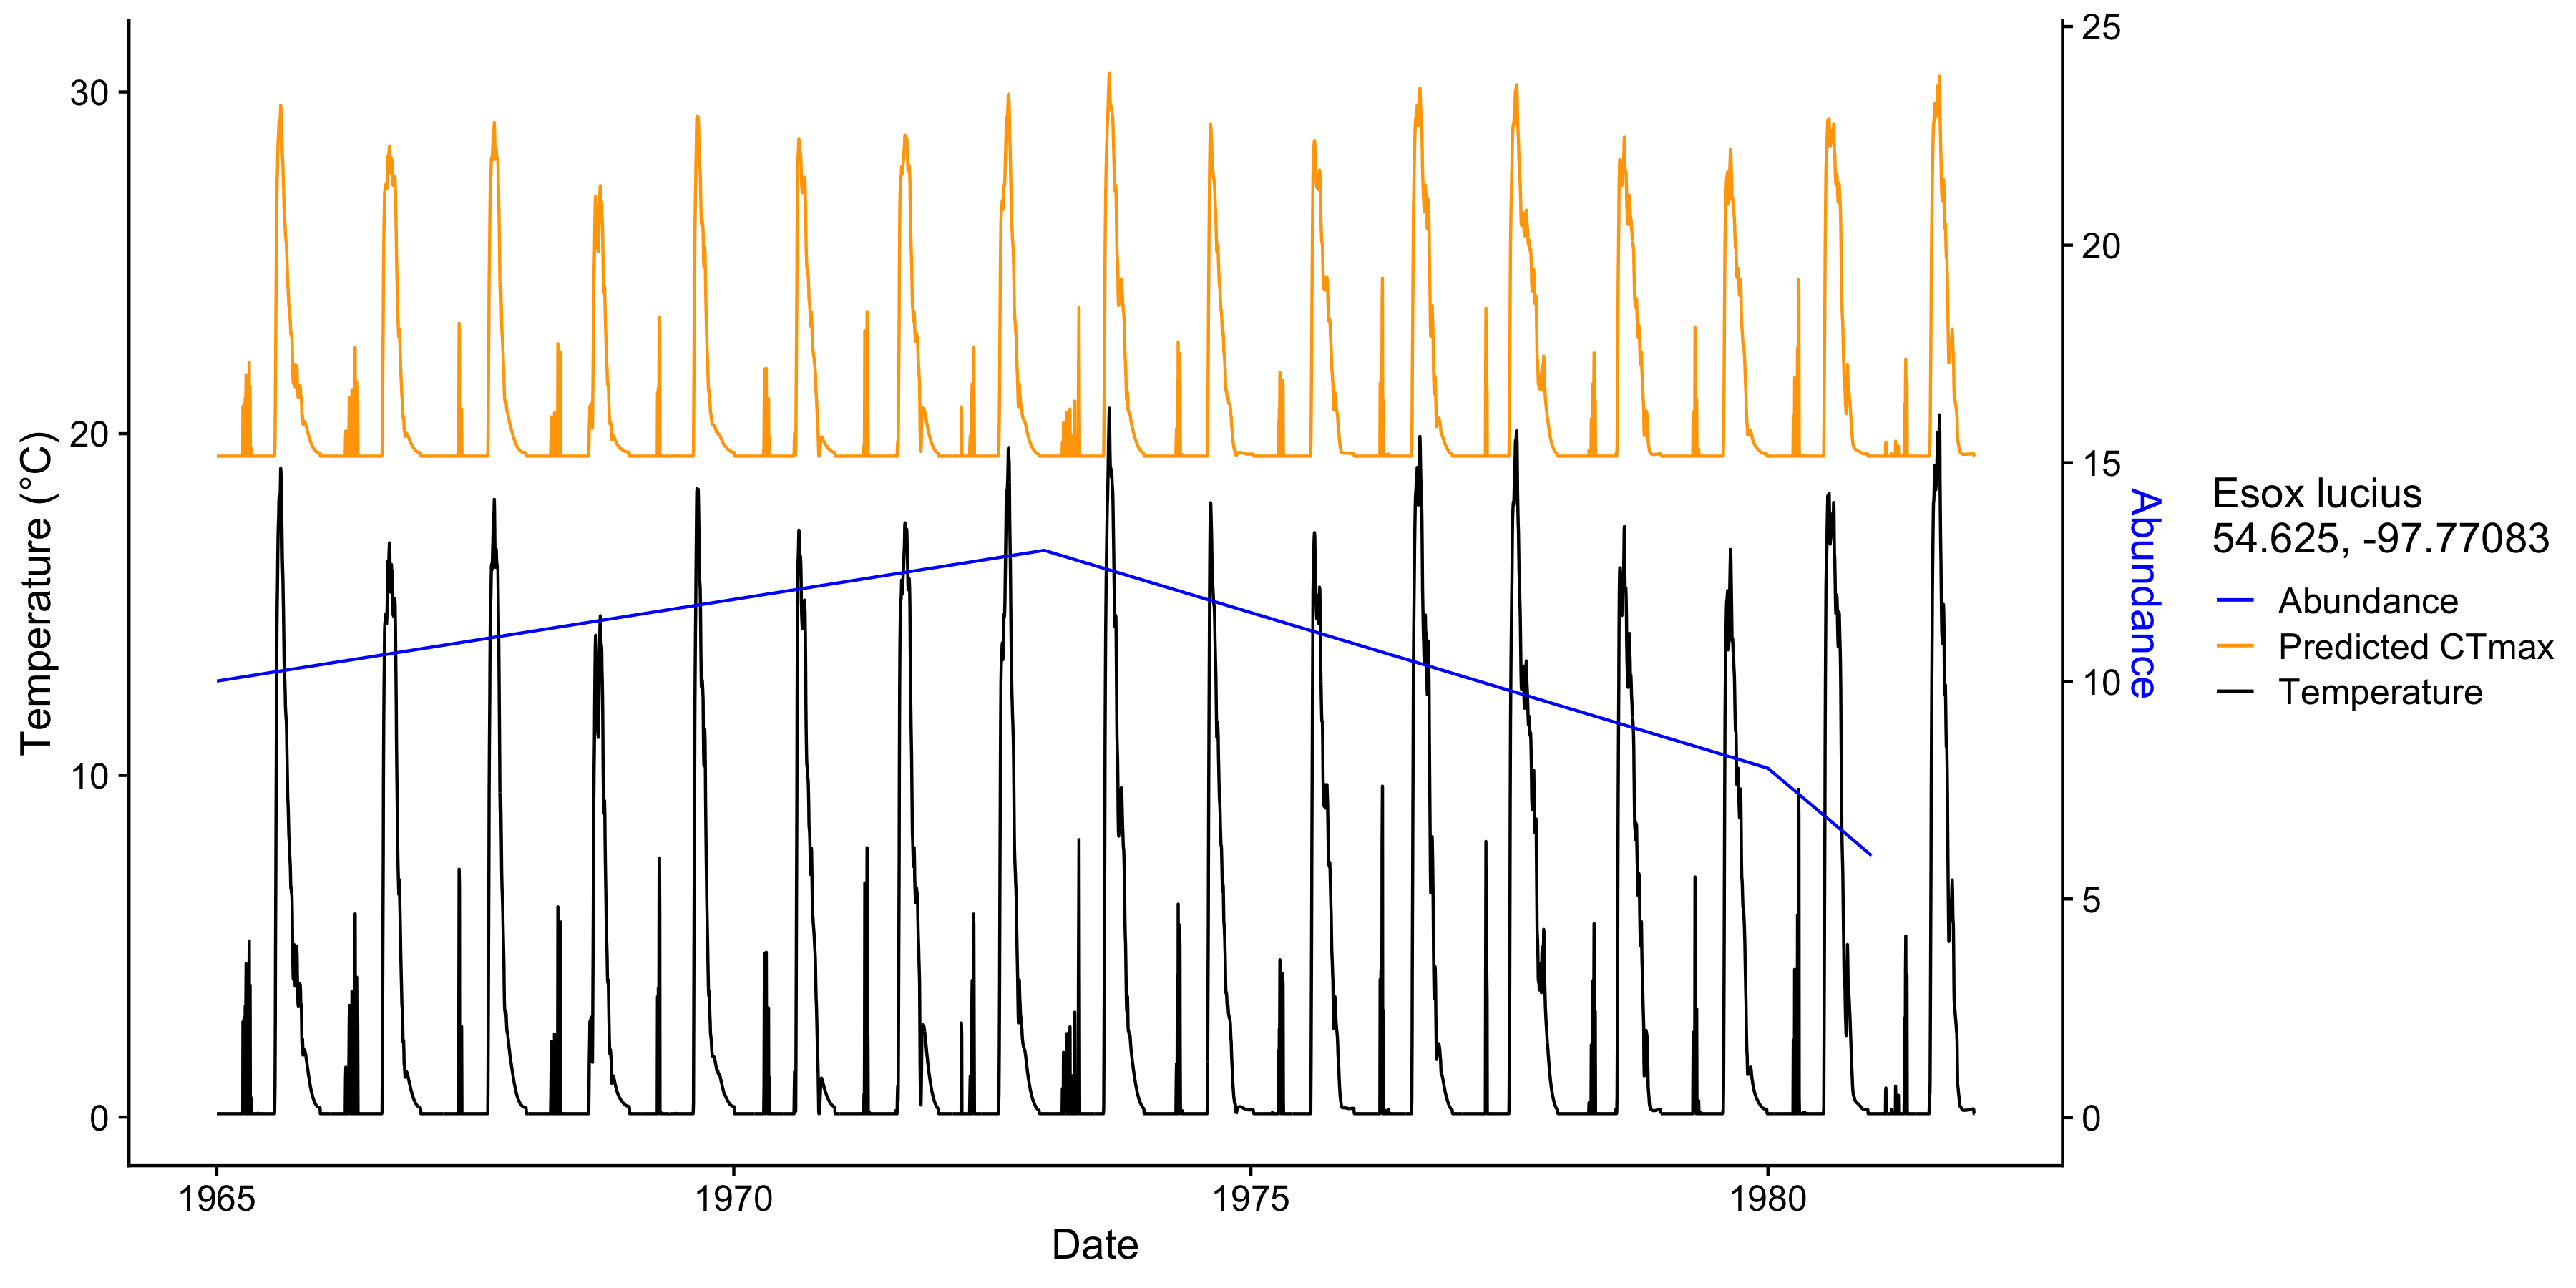 30
20
10
0
Temperature (°C)
1965
1970
1975
1980
Date
25
20
15
10
5
0
Abundance
Esox lucius
54.625, -97.77083
Abundance
Predicted CTmax
Temperature